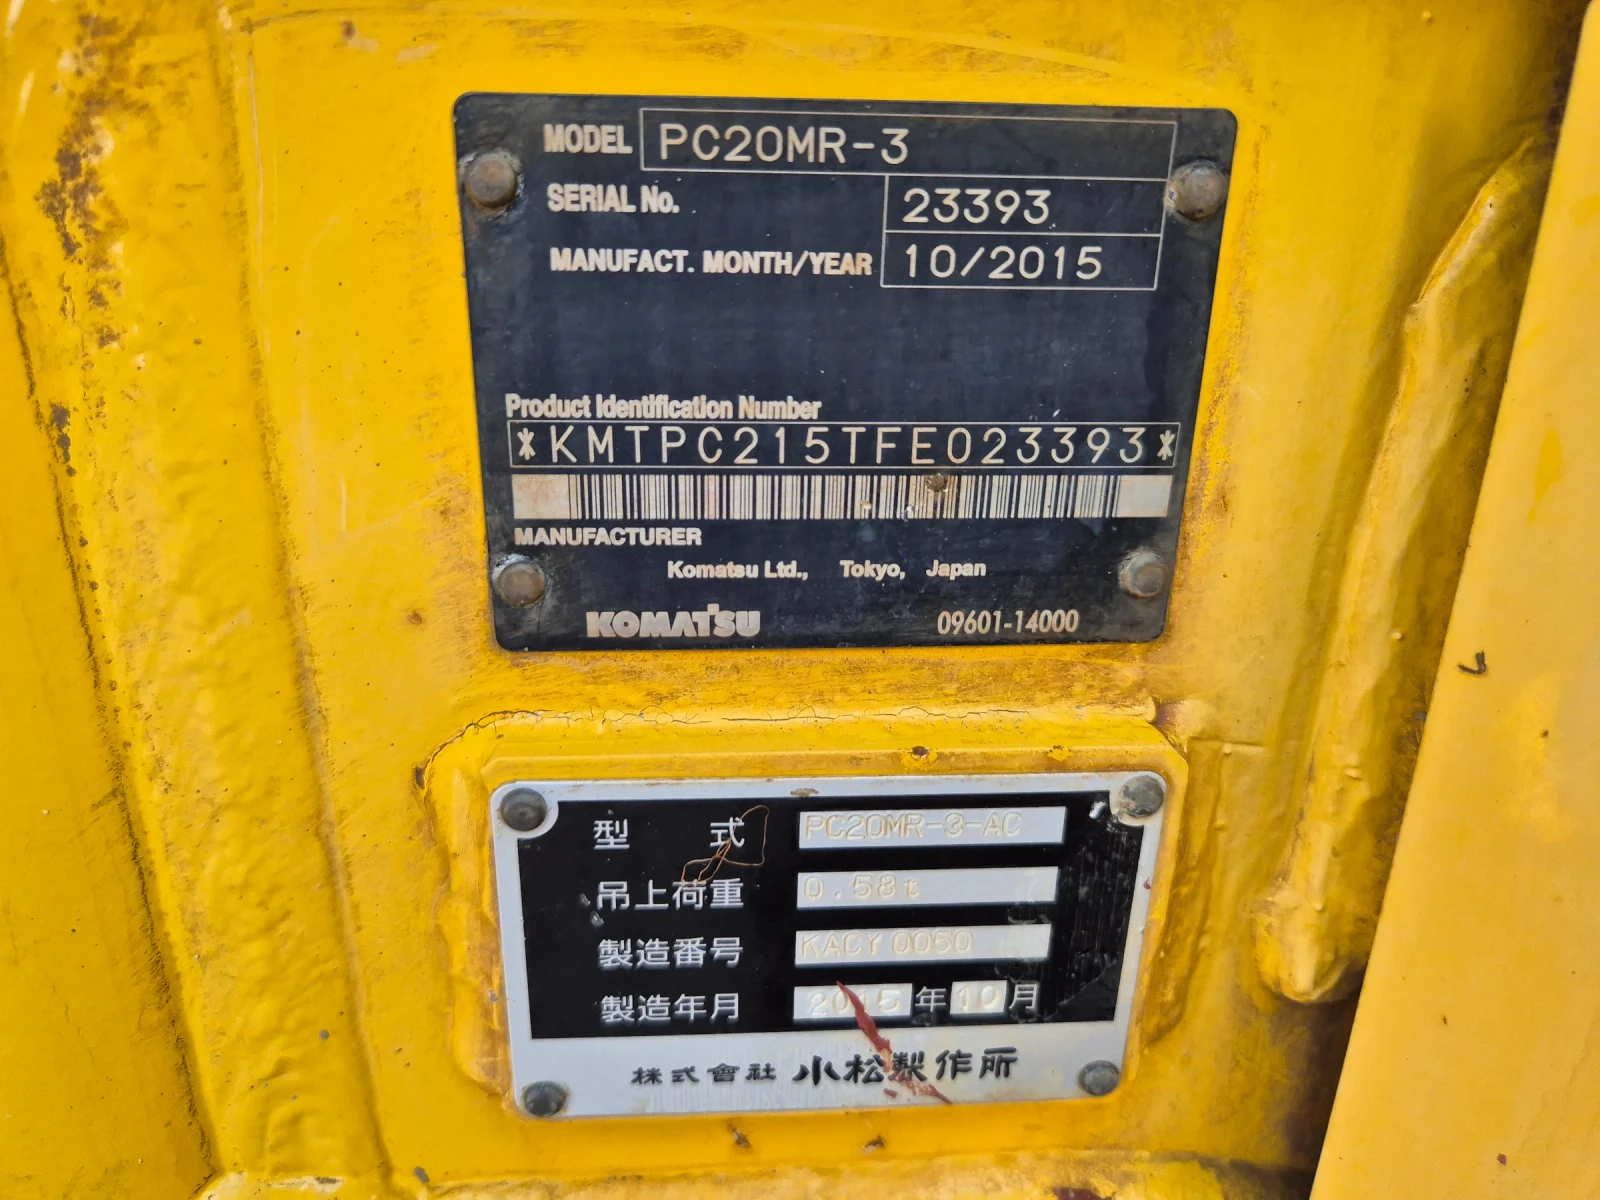 MODEL PC20MR-3
SERIAL No. 23393
MANUFACT. MONTH/YEAR 10/2015
Product Identification Number
*KMTPC215TFE023393*
MANUFACTURER
Komatsu Ltd., Tokyo, Japan
KOMATSU 09601-14000
型式 PC20MR-3-AC
吊上荷重 0.58t
製造番号 KACY0050
製造年月 2015年10月
株式會社 小松製作所